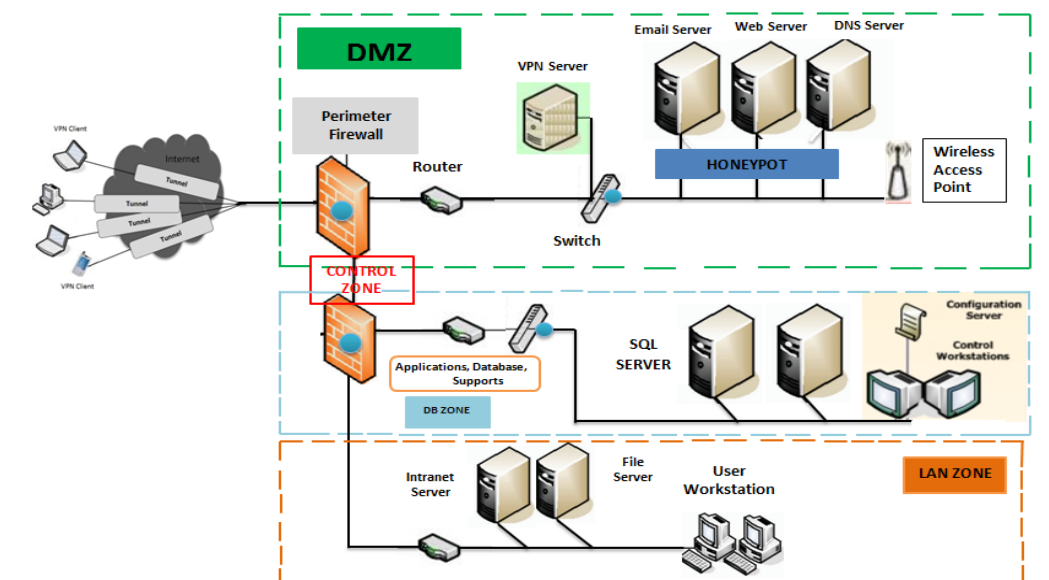 DMZ
Email Server
Web Server
DNS Server
VPN Server
Perimeter
Firewall
Router
HONEYPOT
Wireless
Access
Point
Switch
VPN Client
Internet
Tunnel
Tunnel
Tunnel
Tunnel
VPN Client
CONTROL
ZONE
Configuration
Server
Control
Workstations
SQL
SERVER
Applications, Database,
Supports
DB ZONE
Intranet
Server
File
Server
User
Workstation
LAN ZONE